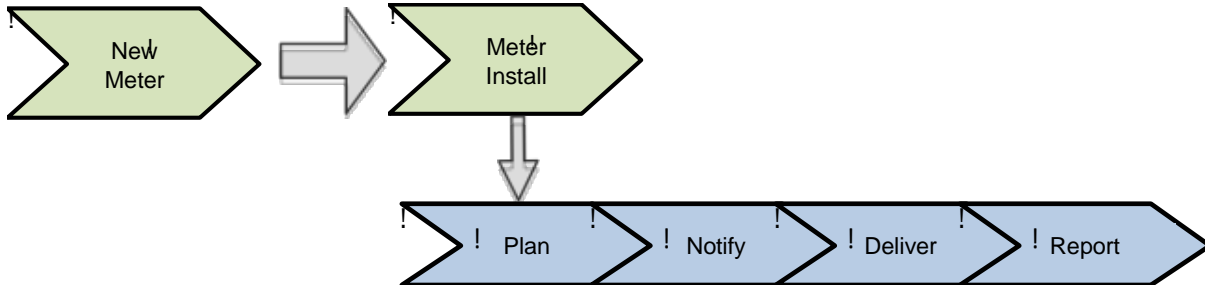 !
New!
Meter
!
Meter!
Install
!
! Plan
!
! Notify
!
! Deliver
!
! Report